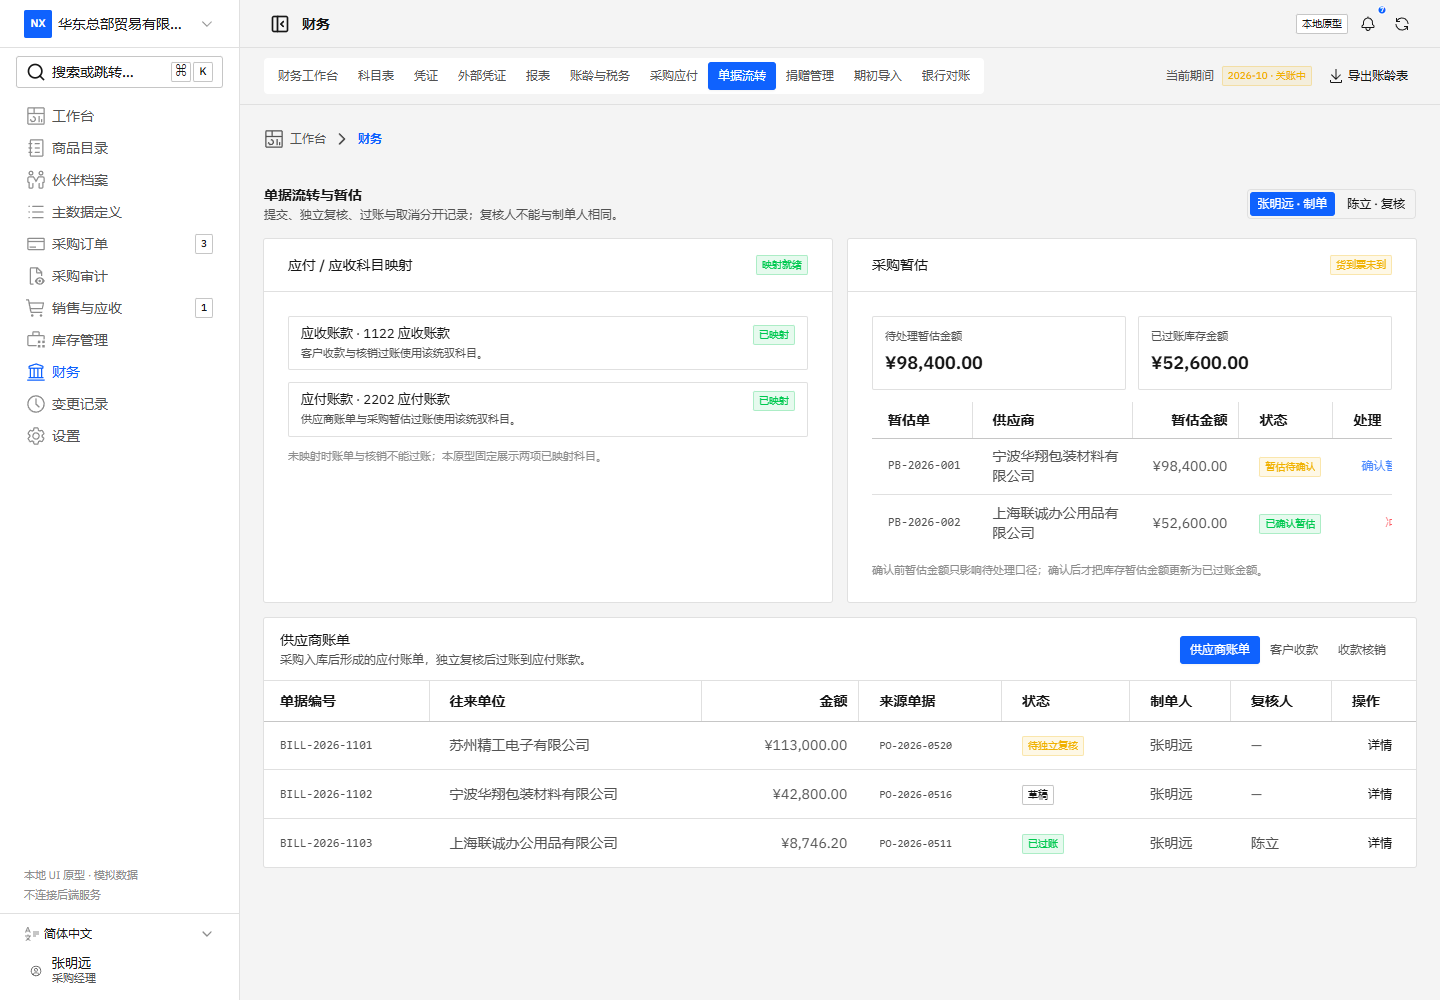 NX 华东总部贸易有限...
搜索或跳转... ⌘ K
工作台
商品目录
伙伴档案
主数据定义
采购订单 3
采购审计
销售与应收 1
库存管理
财务
变更记录
设置
本地 UI 原型 · 模拟数据
不连接后端服务
简体中文
张明远
采购经理
财务
本地原型
财务工作台 科目表 凭证 外部凭证 报表 账龄与税务 采购应付 单据流转 捐赠管理 期初导入 银行对账
当前期间 2026-10 · 关账中 导出账龄表
工作台 财务
单据流转与暂估
提交、独立复核、过账与取消分开记录；复核人不能与制单人相同。
张明远 · 制单 陈立 · 复核
应付 / 应收科目映射 映射就绪
应收账款 · 1122 应收账款 已映射
客户收款与核销过账使用该统驭科目。
应付账款 · 2202 应付账款 已映射
供应商账单与采购暂估过账使用该统驭科目。
未映射时账单与核销不能过账；本原型固定展示两项已映射科目。
采购暂估 货到票未到
待处理暂估金额
¥98,400.00
已过账库存金额
¥52,600.00
暂估单 供应商 暂估金额 状态 处理
PB-2026-001 宁波华翔包装材料有限公司 ¥98,400.00 暂估待确认 确认暂
PB-2026-002 上海联诚办公用品有限公司 ¥52,600.00 已确认暂估
确认前暂估金额只影响待处理口径；确认后才把库存暂估金额更新为已过账金额。
供应商账单
采购入库后形成的应付账单，独立复核后过账到应付账款。
供应商账单 客户收款 收款核销
单据编号 往来单位 金额 来源单据 状态 制单人 复核人 操作
BILL-2026-1101 苏州精工电子有限公司 ¥113,000.00 PO-2026-0520 待独立复核 张明远 — 详情
BILL-2026-1102 宁波华翔包装材料有限公司 ¥42,800.00 PO-2026-0516 草稿 张明远 — 详情
BILL-2026-1103 上海联诚办公用品有限公司 ¥8,746.20 PO-2026-0511 已过账 张明远 陈立 详情